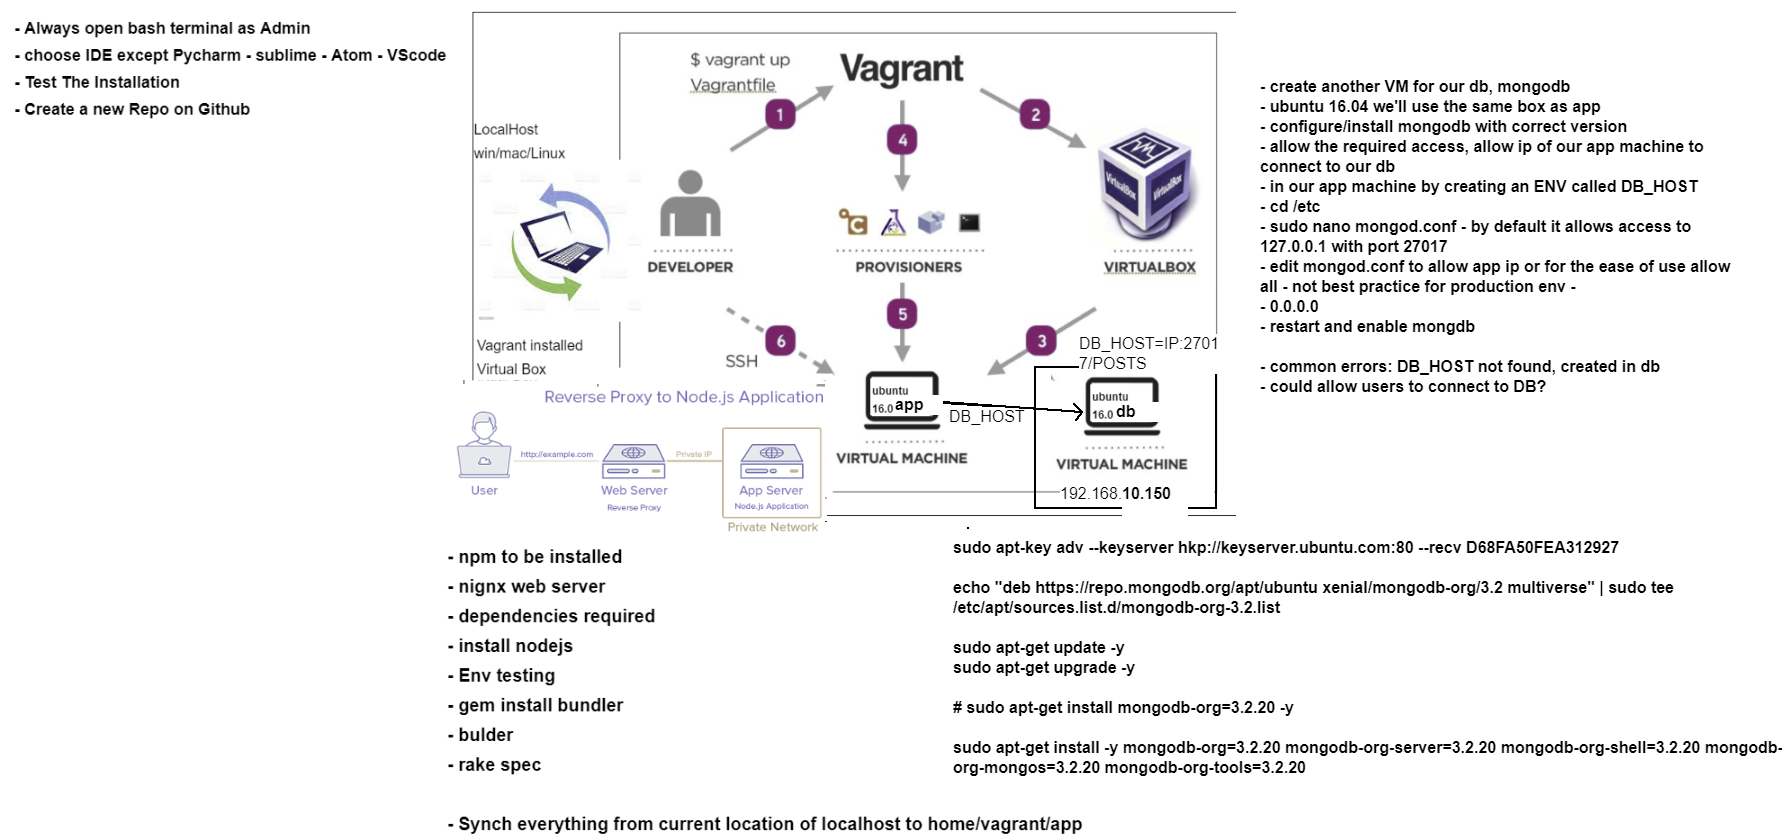 - Always open bash terminal as Admin
- choose IDE except Pycharm - sublime - Atom - VScode
- Test The Installation
- Create a new Repo on Github
$ vagrant up
Vagrantfile
Vagrant
1
2
4
LocalHost
win/mac/Linux
VirtualBox
VirtualBox
DEVELOPER
PROVISIONERS
VIRTUALBOX
5
6
3
SSH
Vagrant installed
Virtual Box
DB_HOST=IP:2701
7/POSTS
ubuntu
16.0 app
DB_HOST
ubuntu
16.0 db
VIRTUAL MACHINE
VIRTUAL MACHINE
192.168.10.150
Reverse Proxy to Node.js Application
http://example.com
Private IP
User
Web Server
Reverse Proxy
App Server
Node.js Application
Private Network
- create another VM for our db, mongodb
- ubuntu 16.04 we'll use the same box as app
- configure/install mongodb with correct version
- allow the required access, allow ip of our app machine to
connect to our db
- in our app machine by creating an ENV called DB_HOST
- cd /etc
- sudo nano mongod.conf - by default it allows access to
127.0.0.1 with port 27017
- edit mongod.conf to allow app ip or for the ease of use allow
all - not best practice for production env -
- 0.0.0.0
- restart and enable mongdb
- common errors: DB_HOST not found, created in db
- could allow users to connect to DB?
- npm to be installed
- nignx web server
- dependencies required
- install nodejs
- Env testing
- gem install bundler
- bulder
- rake spec
- Synch everything from current location of localhost to home/vagrant/app
sudo apt-key adv --keyserver hkp://keyserver.ubuntu.com:80 --recv D68FA50FEA312927
echo "deb https://repo.mongodb.org/apt/ubuntu xenial/mongodb-org/3.2 multiverse" | sudo tee
/etc/apt/sources.list.d/mongodb-org-3.2.list
sudo apt-get update -y
sudo apt-get upgrade -y
# sudo apt-get install mongodb-org=3.2.20 -y
sudo apt-get install -y mongodb-org=3.2.20 mongodb-org-server=3.2.20 mongodb-org-shell=3.2.20 mongodb-
org-mongos=3.2.20 mongodb-org-tools=3.2.20